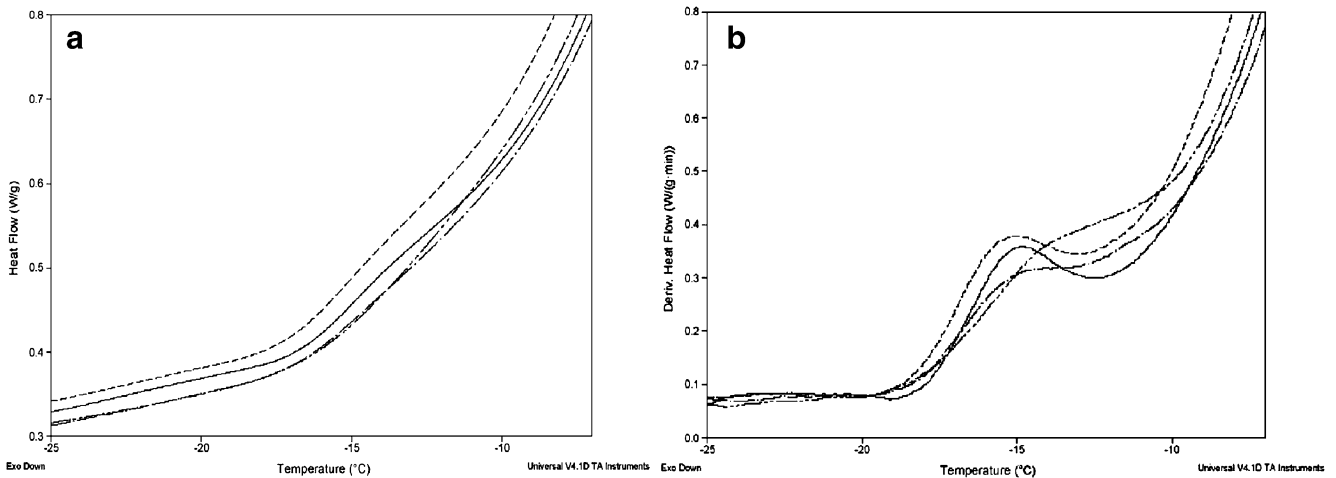 a
0.8
0.7
0.6
0.5
0.4
0.3
Heat Flow (W/g)
-25
-20
-15
-10
Exo Down
Temperature (°C)
Universal V4.1D TA Instruments
b
0.8
0.7
0.6
0.5
0.4
0.3
0.2
0.1
0.0
Deriv. Heat Flow (W/(g·min))
-25
-20
-15
-10
Exo Down
Temperature (°C)
Universal V4.1D TA Instruments